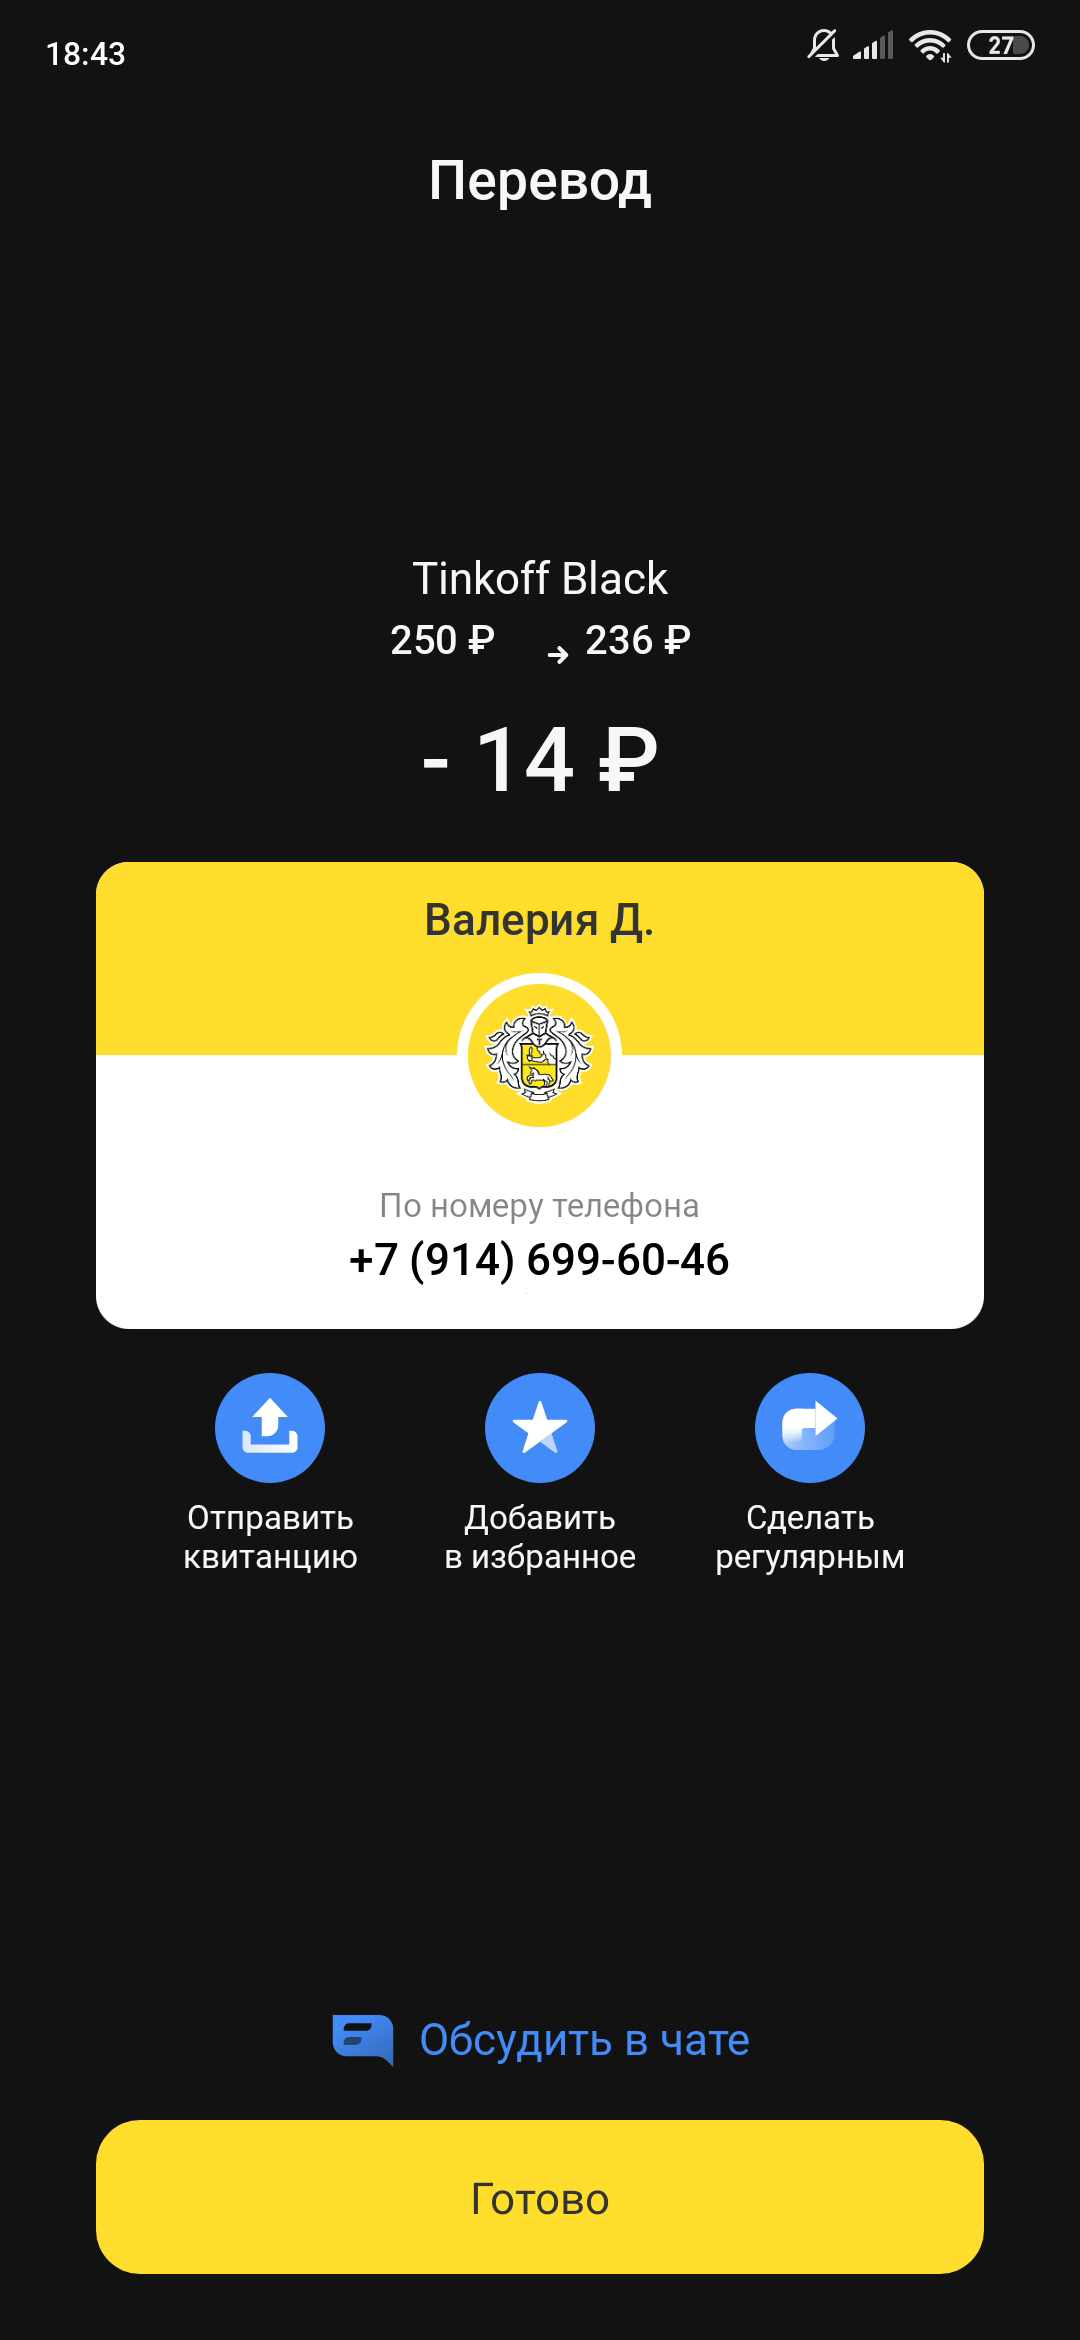 18:43
27
Перевод
Tinkoff Black
250 ₽ → 236 ₽
- 14 ₽
Валерия Д.
По номеру телефона
+7 (914) 699-60-46
Отправить
квитанцию
Добавить
в избранное
Сделать
регулярным
Обсудить в чате
Готово